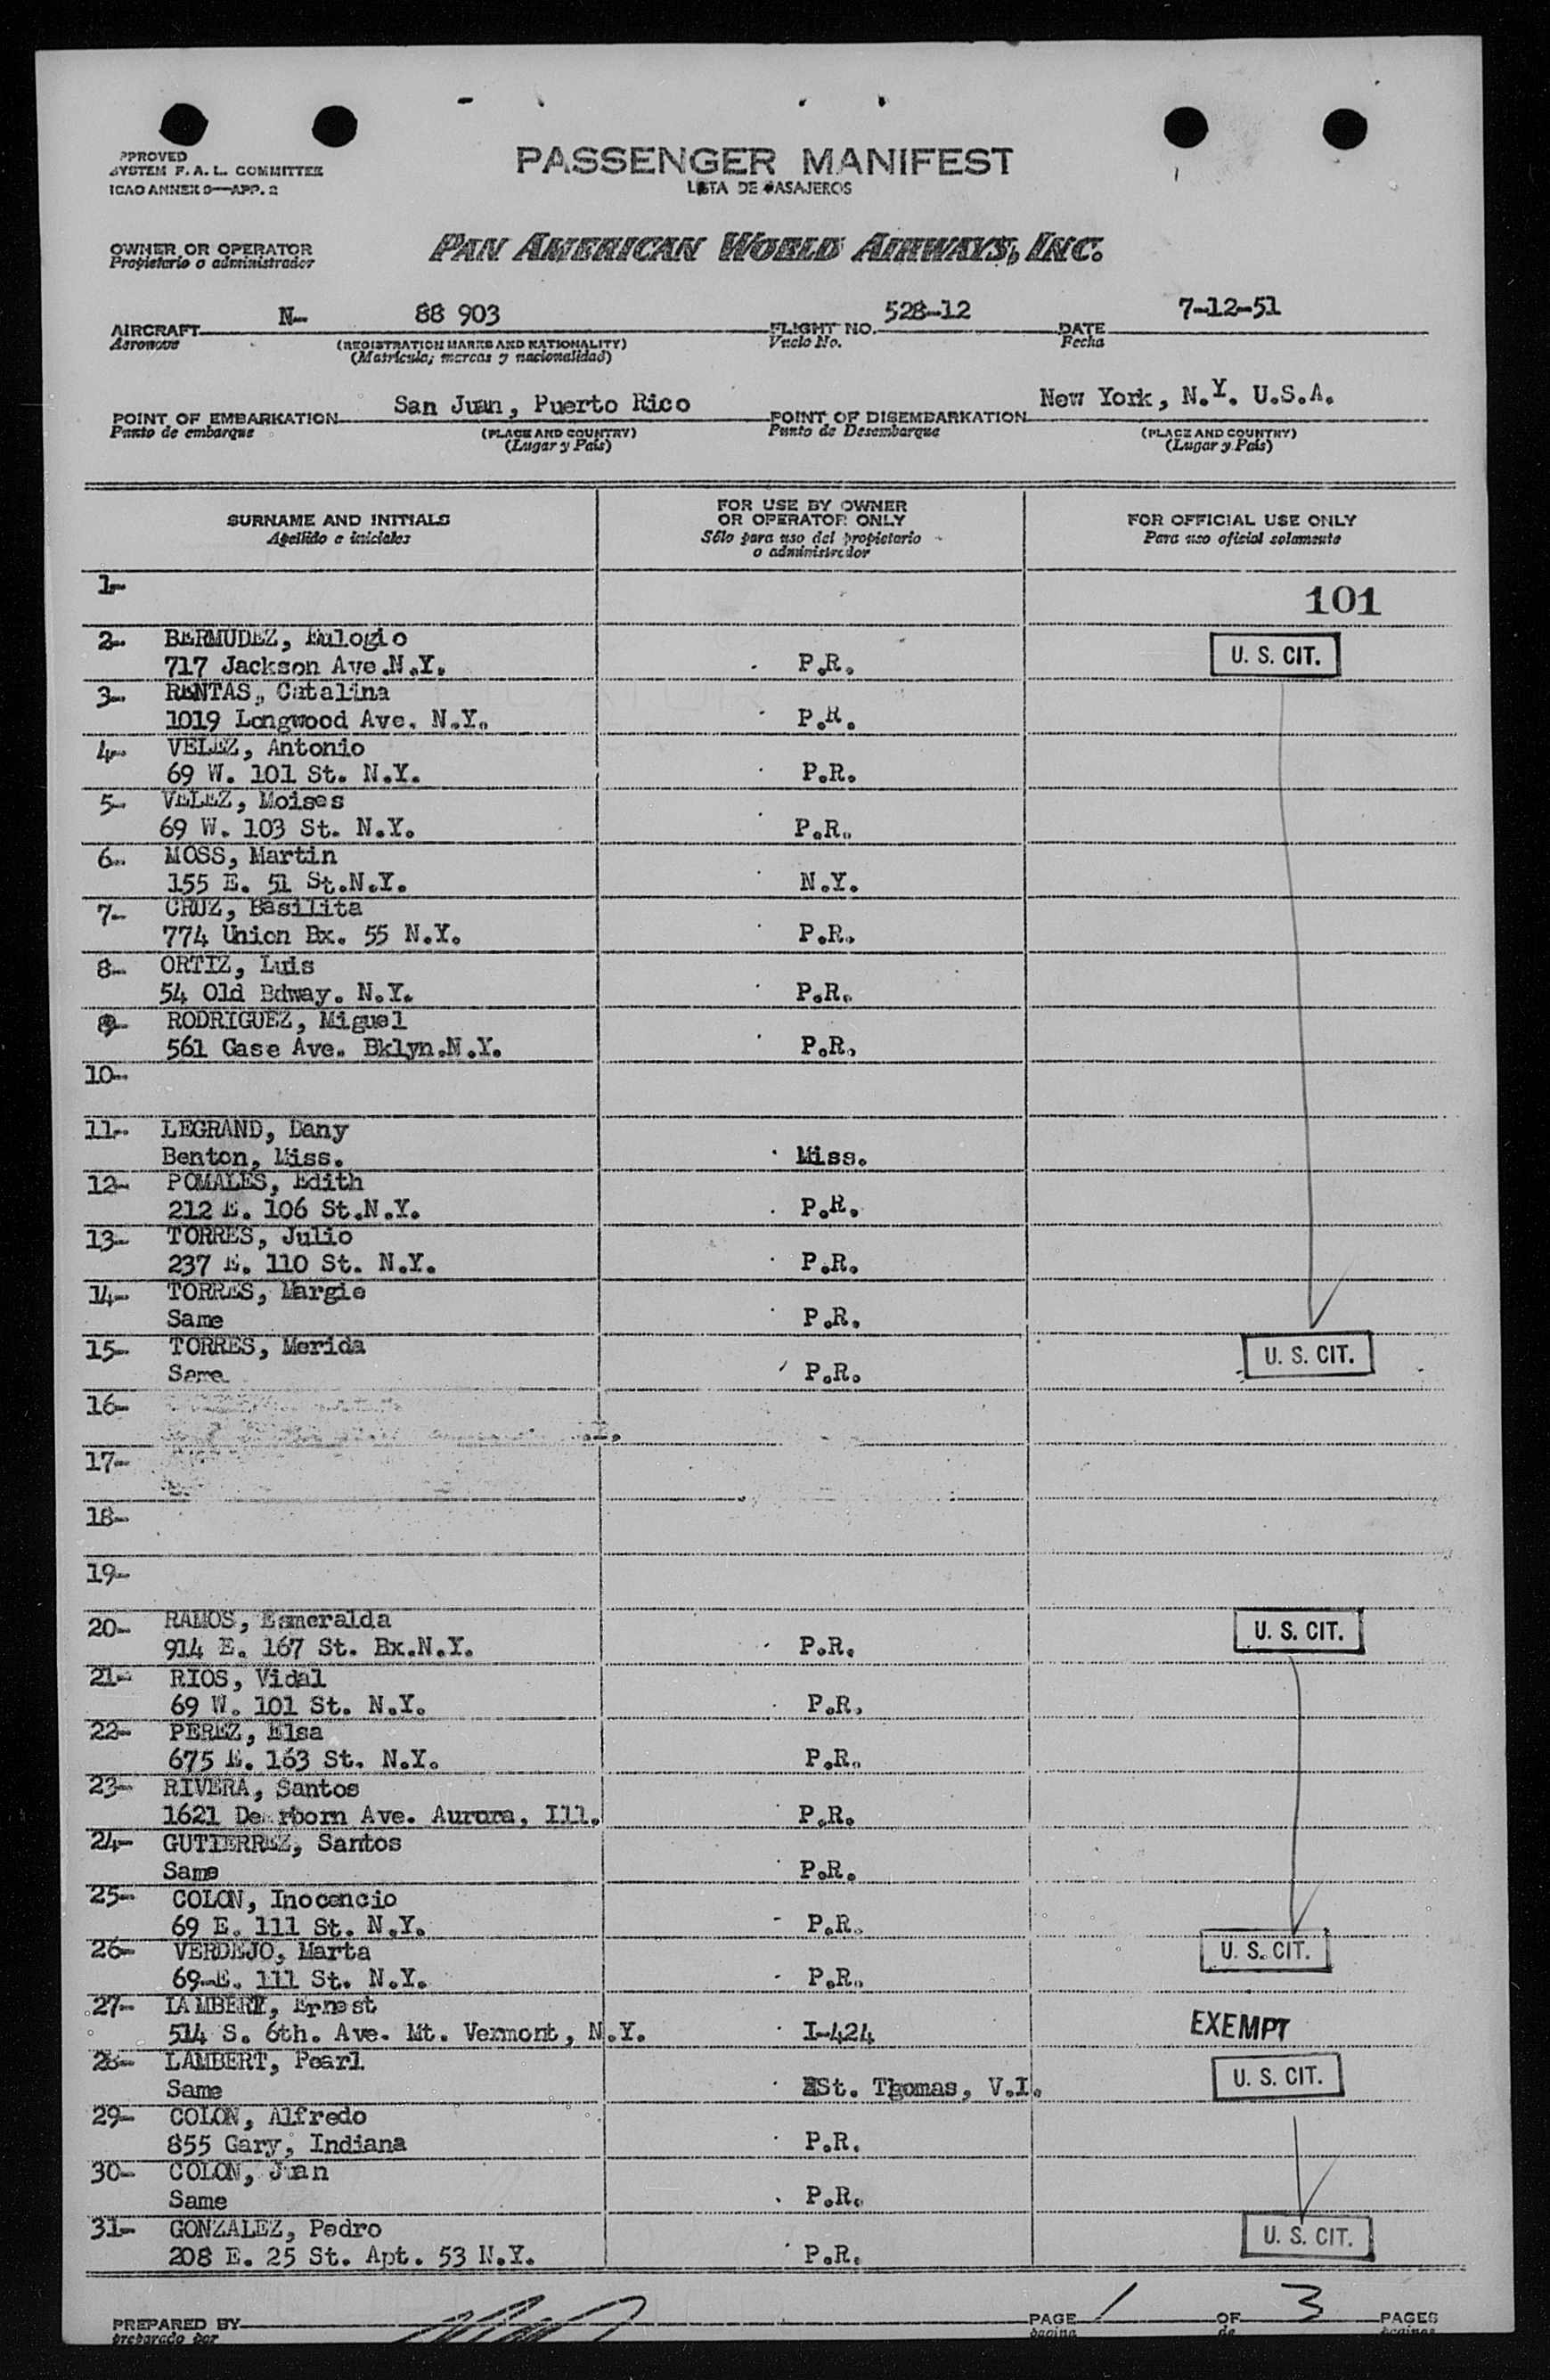 PPROVED
SYSTEM F. A. L. COMMITTEE
ICAO ANNEX 9—APP. 2
PASSENGER MANIFEST
LISTA DE PASAJEROS
OWNER OR OPERATOR
Propietario o administrador
PAN AMERICAN WORLD AIRWAYS, INC.
AIRCRAFT N- 88 903 FLIGHT NO. 528-12 DATE 7-12-51
Aeronave (REGISTRATION MARKS AND NATIONALITY) Vuelo No. Fecha
(Matricula; marcas y nacionalidad)
POINT OF EMBARKATION San Juan, Puerto Rico POINT OF DISEMBARKATION New York, N.Y. U.S.A.
Punto de embarque (PLACE AND COUNTRY) Punto de Desembarque (PLACE AND COUNTRY)
(Lugar y País) (Lugar y País)
SURNAME AND INITIALS
Apellido e iniciales
FOR USE BY OWNER
OR OPERATOR ONLY
Sólo para uso del propietario
o administrador
FOR OFFICIAL USE ONLY
Para uso oficial solamente
1- 101
2- BERMUDEZ, Eulogio
717 Jackson Ave.N.Y. P.R. U. S. CIT.
3- RENTAS, Catalina
1019 Longwood Ave. N.Y. P.R.
4- VELEZ, Antonio
69 W. 101 St. N.Y. P.R.
5- VELEZ, Moises
69 W. 103 St. N.Y. P.R.
6- MOSS, Martin
155 E. 51 St.N.Y. N.Y.
7- CRUZ, Basilita
774 Union Bx. 55 N.Y. P.R.
8- ORTIZ, Luis
54 Old Bdway. N.Y. P.R.
9- RODRIGUEZ, Miguel
561 Gase Ave. Bklyn.N.Y. P.R.
10-
11- LEGRAND, Dany
Benton, Miss. Miss.
12- POMALES, Edith
212 E. 106 St.N.Y. P.R.
13- TORRES, Julio
237 E. 110 St. N.Y. P.R.
14- TORRES, Margie
Same P.R.
15- TORRES, Merida U. S. CIT.
Same P.R.
16-
17-
18-
19-
20- RAMOS, Esmeralda U. S. CIT.
914 E. 167 St. Bx.N.Y. P.R.
21- RIOS, Vidal
69 W. 101 St. N.Y. P.R.
22- PEREZ, Elsa
675 E. 163 St. N.Y. P.R.
23- RIVERA, Santos
1621 De rborn Ave. Aurora, Ill. P.R.
24- GUTIERREZ, Santos
Same P.R.
25- COLON, Inocencio
69 E. 111 St. N.Y. P.R.
26- VERDEJO, Marta U. S. CIT.
69-E. 111 St. N.Y. P.R.
27- LAMBERT, Ernest
514 S. 6th. Ave. Mt. Vermont, N.Y. I-424 EXEMPT
28- LAMBERT, Pearl U. S. CIT.
Same St. Thomas, V.I.
29- COLON, Alfredo
855 Gary, Indiana P.R.
30- COLON, Juan
Same P.R.
31- GONZALEZ, Pedro U. S. CIT.
208 E. 25 St. Apt. 53 N.Y. P.R.
PREPARED BY PAGE 1 OF 3 PAGES
preparado por pagina de paginas